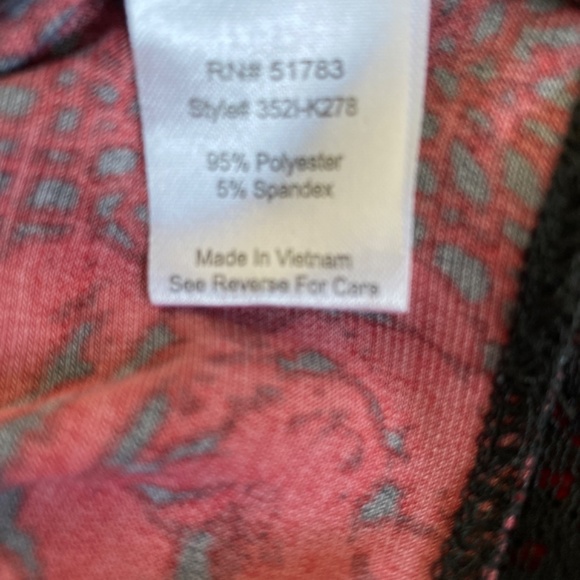 RN# 51783
Style# 352I-K278
95% Polyester
5% Spandex
Made In Vietnam
See Reverse For Care